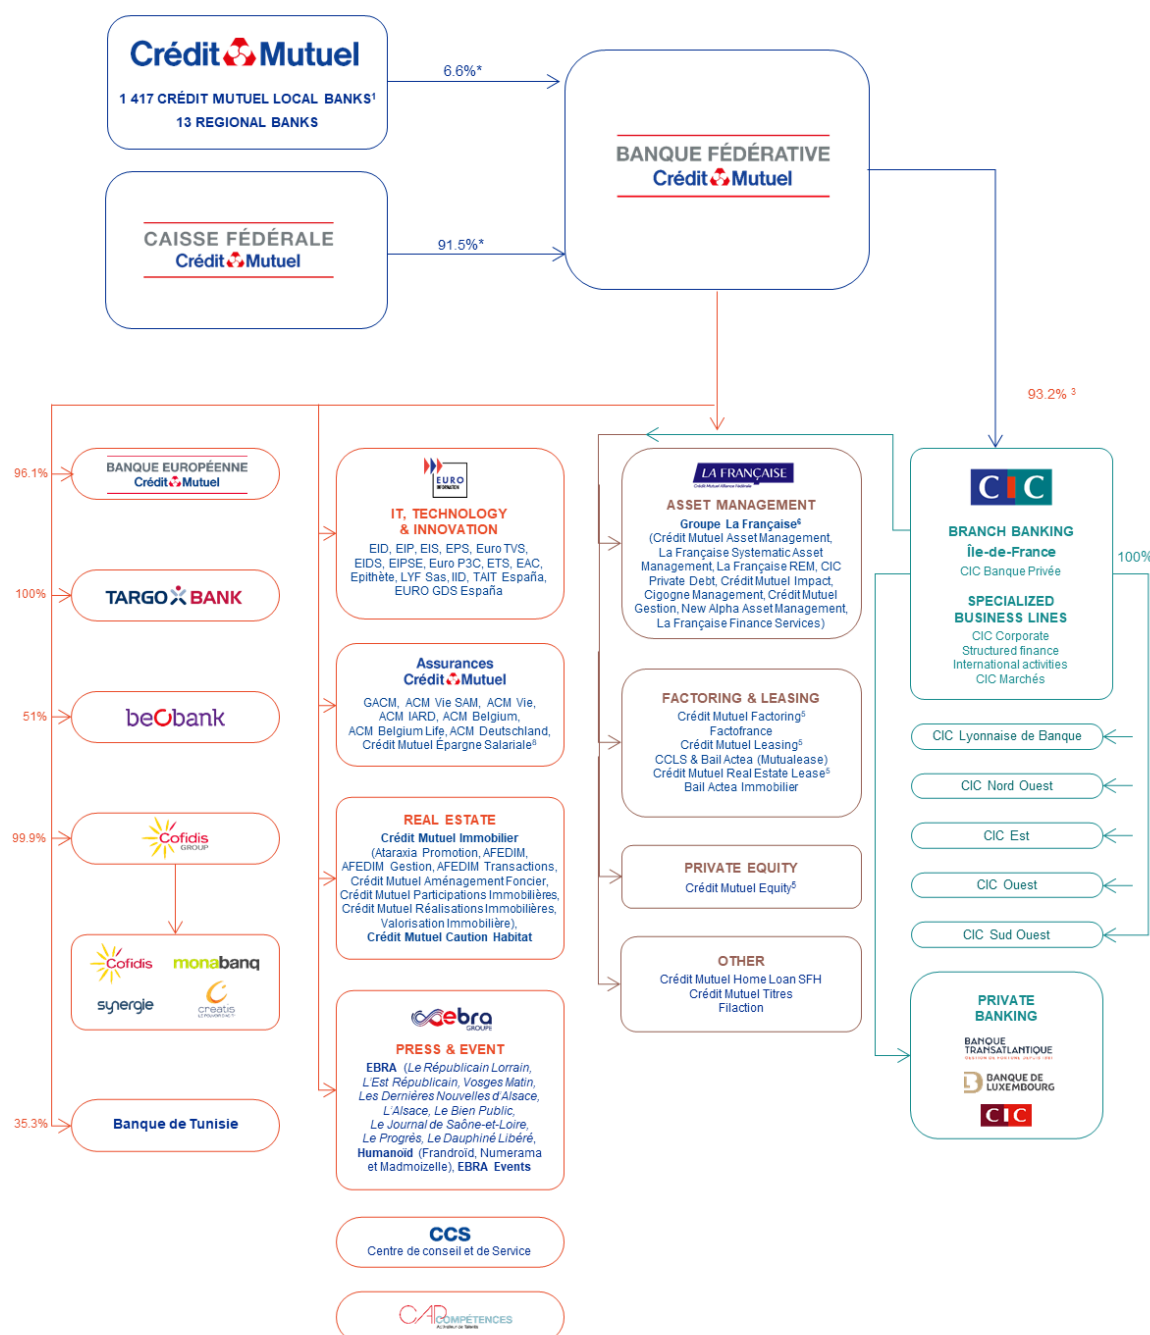 Crédit Mutuel
1 417 CRÉDIT MUTUEL LOCAL BANKS¹
13 REGIONAL BANKS
6.6%*
BANQUE FÉDÉRATIVE
Crédit Mutuel
CAISSE FÉDÉRALE
Crédit Mutuel
91.5%*
93.2% ³
96.1%
BANQUE EUROPÉENNE
Crédit Mutuel
100%
TARGO BANK
51%
beObank
99.9%
Cofidis
GROUP
Cofidis
monabanq
synergie
creatis
35.3%
Banque de Tunisie
EURO
INFORMATION
IT, TECHNOLOGY
& INNOVATION
EID, EIP, EIS, EPS, Euro TVS,
EIDS, EIPSE, Euro P3C, ETS, EAC,
Epithète, LYF Sas, IID, TAIT España,
EURO GDS España
Assurances
Crédit Mutuel
GACM, ACM Vie SAM, ACM Vie,
ACM IARD, ACM Belgium,
ACM Belgium Life, ACM Deutschland,
Crédit Mutuel Épargne Salariale⁸
REAL ESTATE
Crédit Mutuel Immobilier
(Ataraxia Promotion, AFEDIM,
AFEDIM Gestion, AFEDIM Transactions,
Crédit Mutuel Aménagement Foncier,
Crédit Mutuel Participations Immobilières,
Crédit Mutuel Réalisations Immobilières,
Valorisation Immobilière),
Crédit Mutuel Caution Habitat
ebra
GROUPE
PRESS & EVENT
EBRA (Le Républicain Lorrain,
L'Est Républicain, Vosges Matin,
Les Dernières Nouvelles d'Alsace,
L'Alsace, Le Bien Public,
Le Journal de Saône-et-Loire,
Le Progrès, Le Dauphiné Libéré,
Humanoïd (Frandroïd, Numerama
et Madmoizelle), EBRA Events
CCS
Centre de conseil et de Service
CAP
COMPÉTENCES
LA FRANÇAISE
Crédit Mutuel Alliance Fédérale
ASSET MANAGEMENT
Groupe La Française⁶
(Crédit Mutuel Asset Management,
La Française Systematic Asset
Management, La Française REM, CIC
Private Debt, Crédit Mutuel Impact,
Cigogne Management, Crédit Mutuel
Gestion, New Alpha Asset Management,
La Française Finance Services)
FACTORING & LEASING
Crédit Mutuel Factoring⁵
Factofrance
Crédit Mutuel Leasing⁵
CCLS & Bail Actea (Mutualease)
Crédit Mutuel Real Estate Lease⁵
Bail Actea Immobilier
PRIVATE EQUITY
Crédit Mutuel Equity⁵
OTHER
Crédit Mutuel Home Loan SFH
Crédit Mutuel Titres
Filaction
CIC
BRANCH BANKING
Île-de-France
CIC Banque Privée
SPECIALIZED
BUSINESS LINES
CIC Corporate
Structured finance
International activities
CIC Marchés
100%
CIC Lyonnaise de Banque
CIC Nord Ouest
CIC Est
CIC Ouest
CIC Sud Ouest
PRIVATE
BANKING
BANQUE
TRANSATLANTIQUE
BANQUE DE
LUXEMBOURG
CIC